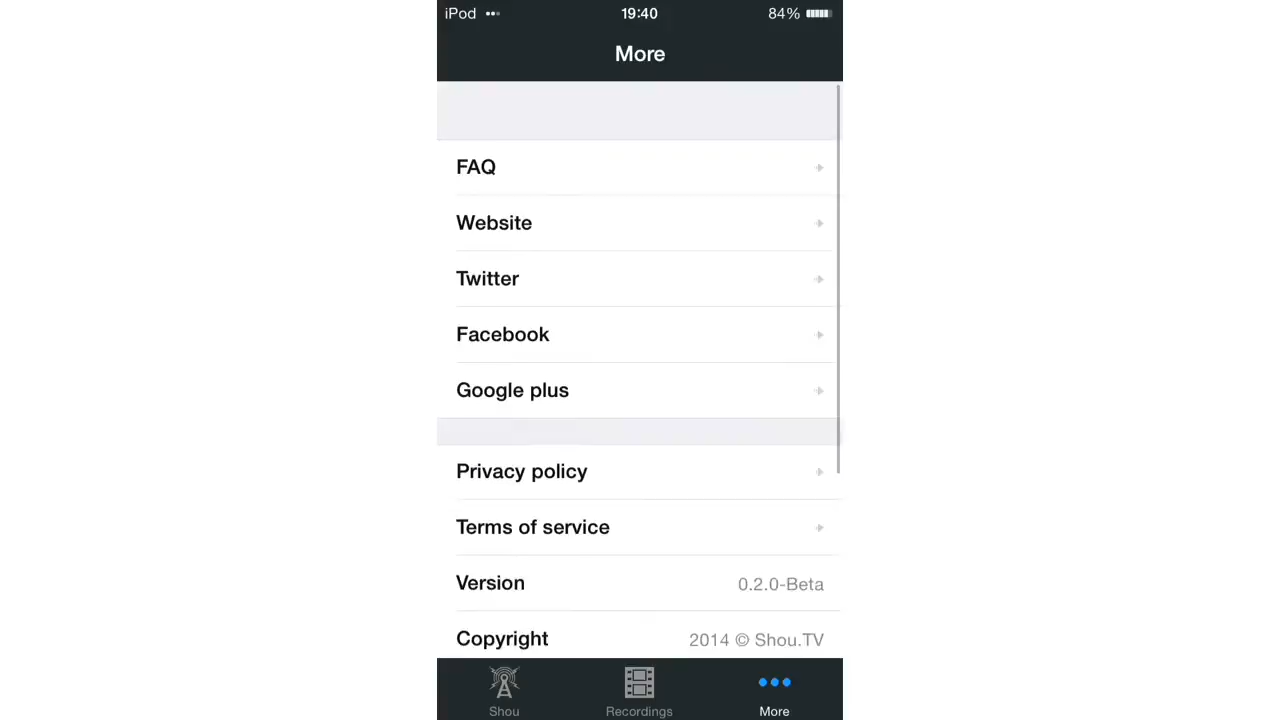 iPod 19:40 84%
More
FAQ
Website
Twitter
Facebook
Google plus
Privacy policy
Terms of service
Version 0.2.0-Beta
Copyright 2014 © Shou.TV
Shou Recordings More